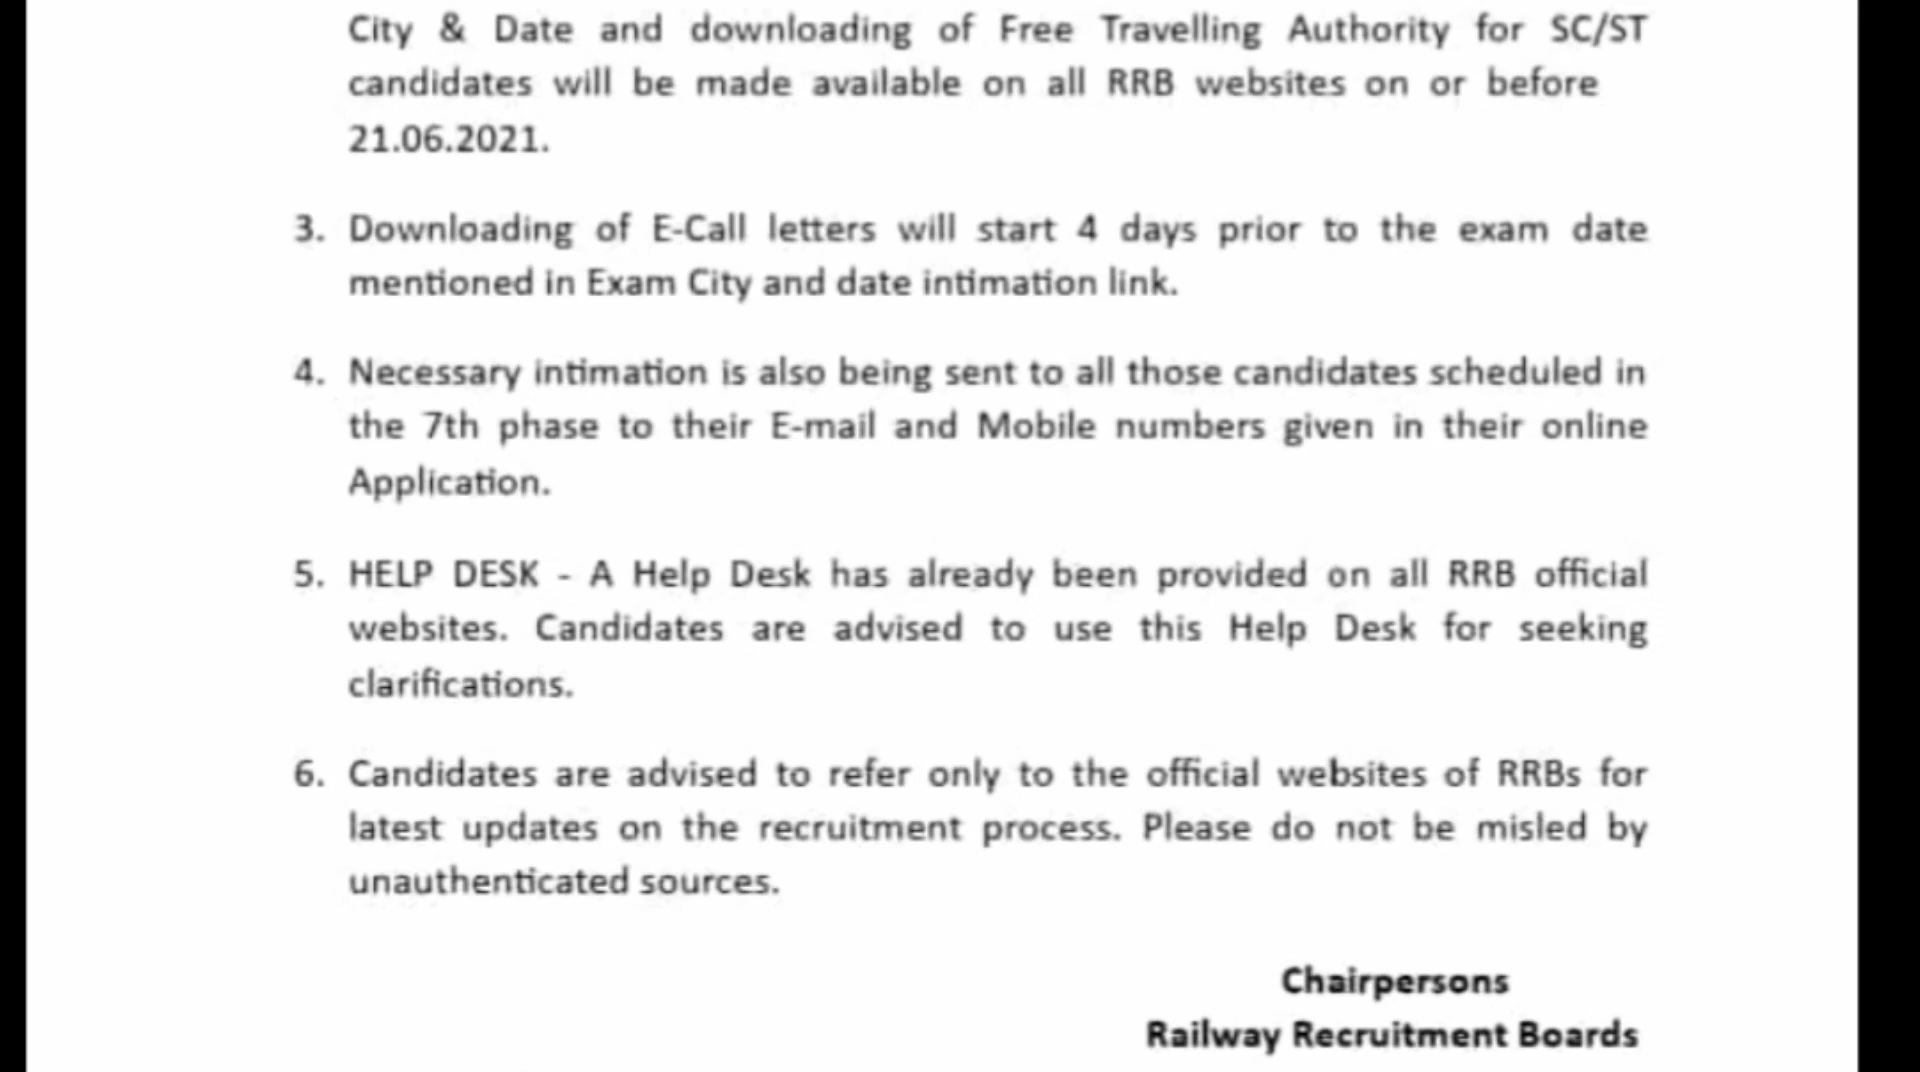 City & Date and downloading of Free Travelling Authority for SC/ST
candidates will be made available on all RRB websites on or before
21.06.2021.
3. Downloading of E-Call letters will start 4 days prior to the exam date
mentioned in Exam City and date intimation link.
4. Necessary intimation is also being sent to all those candidates scheduled in
the 7th phase to their E-mail and Mobile numbers given in their online
Application.
5. HELP DESK - A Help Desk has already been provided on all RRB official
websites. Candidates are advised to use this Help Desk for seeking
clarifications.
6. Candidates are advised to refer only to the official websites of RRBs for
latest updates on the recruitment process. Please do not be misled by
unauthenticated sources.
Chairpersons
Railway Recruitment Boards